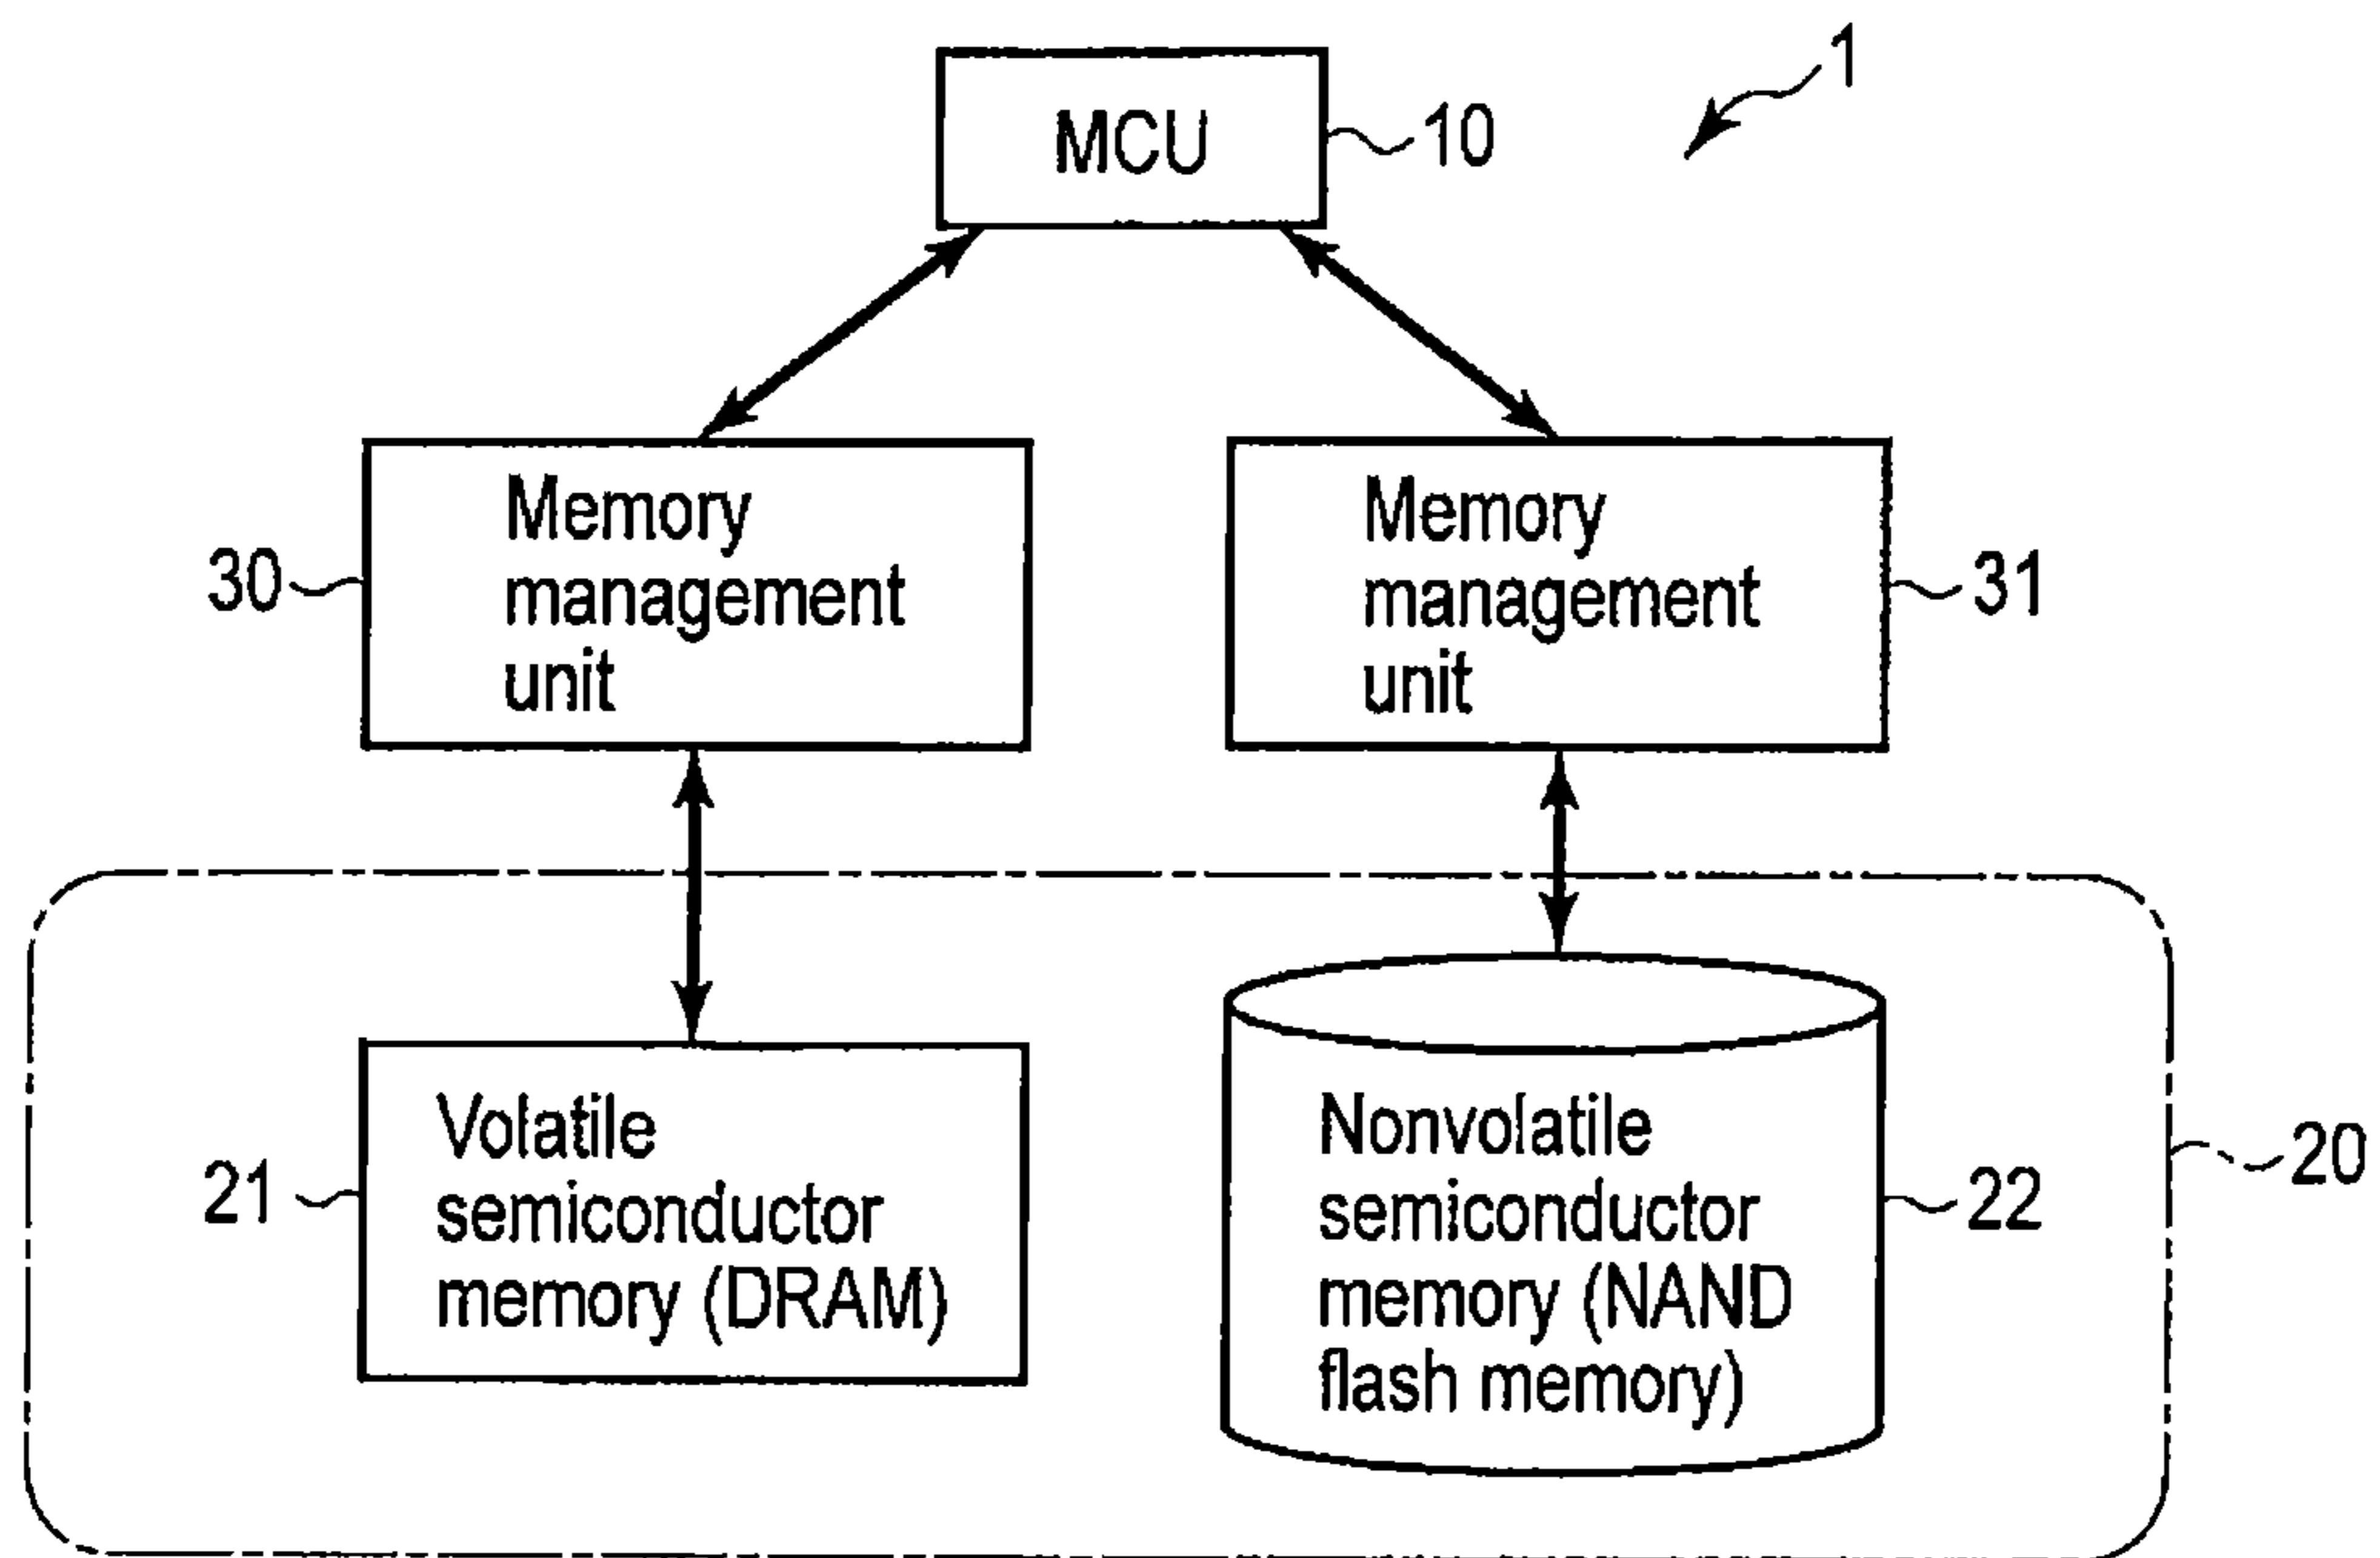 1
MCU
10
Memory
management
unit
30
Memory
management
unit
31
Volatile
semiconductor
memory (DRAM)
21
Nonvolatile
semiconductor
memory (NAND
flash memory)
22
20